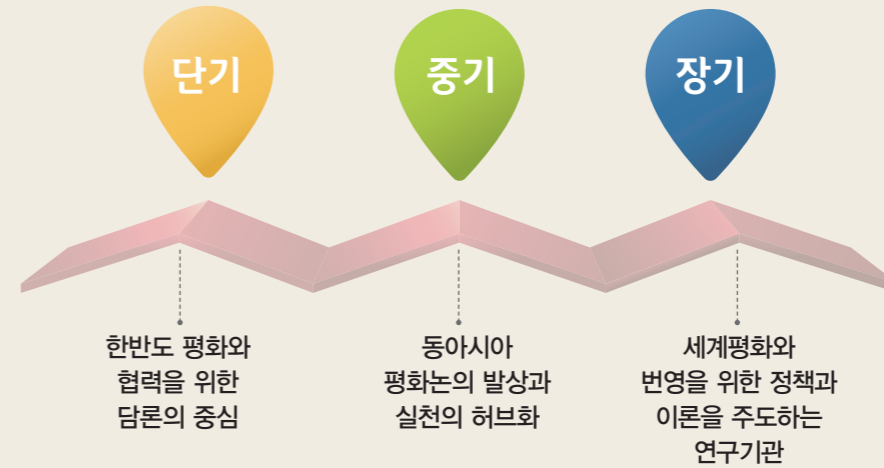 단기
중기
장기
한반도 평화와
협력을 위한
담론의 중심
동아시아
평화론의 발상과
실천의 허브화
세계평화와
번영을 위한 정책과
이론을 주도하는
연구기관